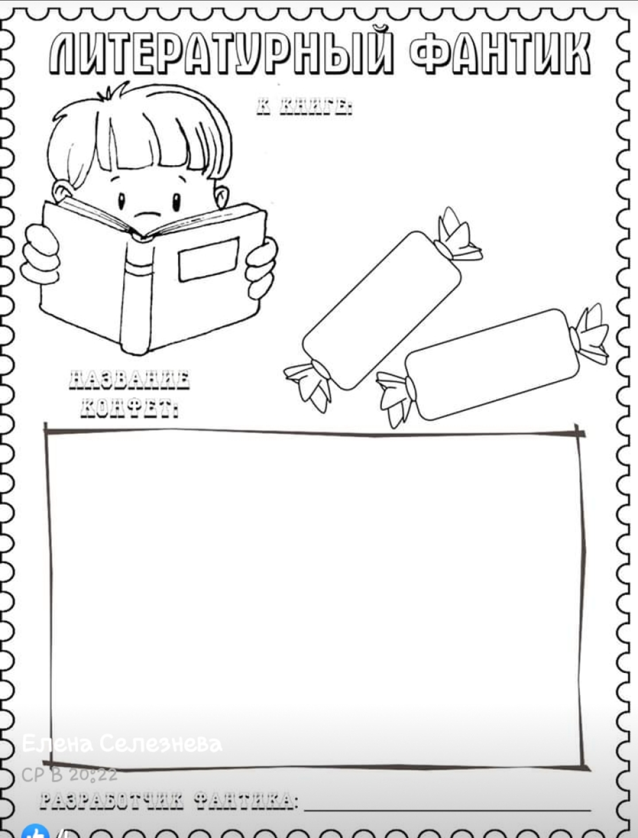 ЛИТЕРАТУРНЫЙ ФАНТИК
К КНИГЕ:
НАЗВАНИЕ
КОНФЕТ:
Елена Селезнева
СР В 20:22
РАЗРАБОТЧИК ФАНТИКА: